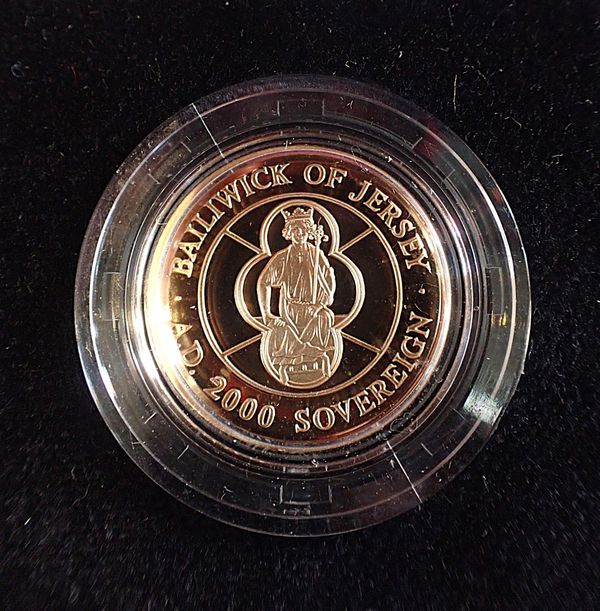 BAILIWICK OF JERSEY
· A.D. 2000 SOVEREIGN ·